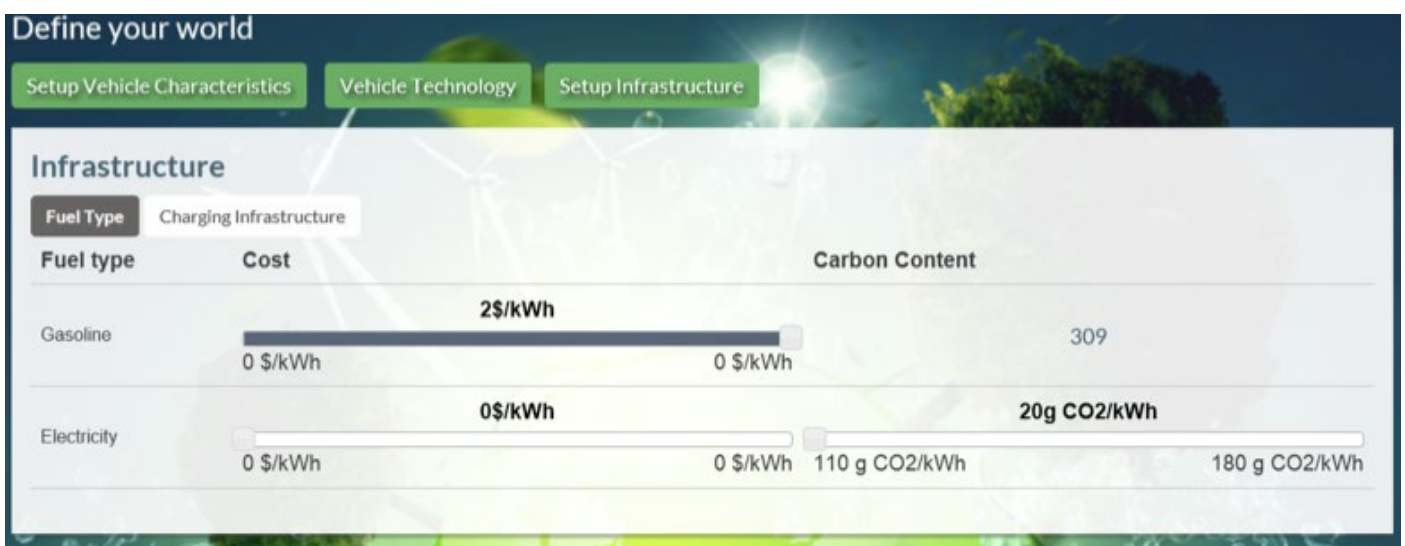 Define your world
Setup Vehicle Characteristics Vehicle Technology Setup Infrastructure
Infrastructure
Fuel Type Charging Infrastructure
Fuel type Cost Carbon Content
2$/kWh
Gasoline 309
0 $/kWh 0 $/kWh
0$/kWh 20g CO2/kWh
Electricity
0 $/kWh 0 $/kWh 110 g CO2/kWh 180 g CO2/kWh